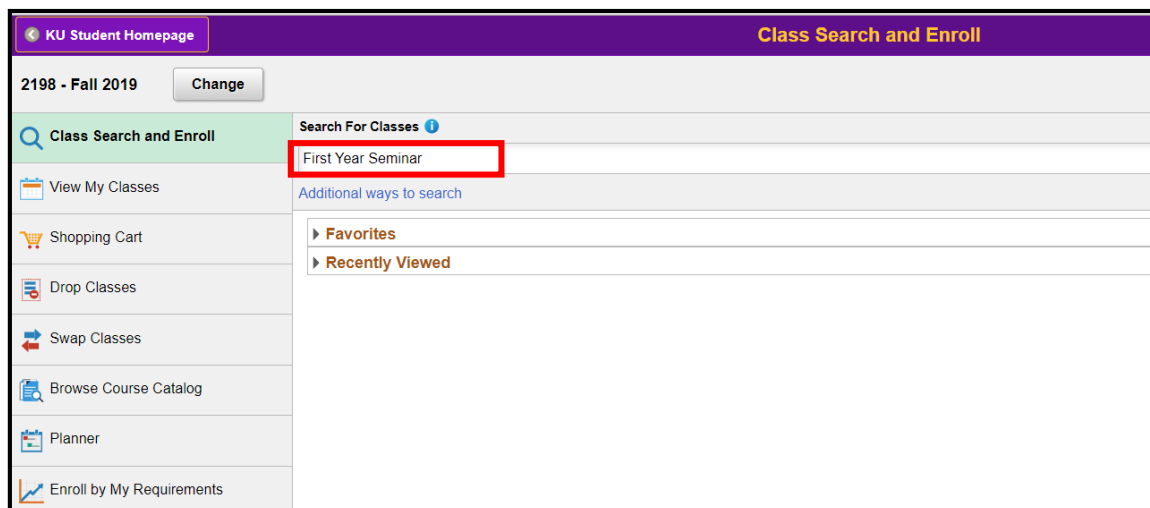 KU Student Homepage
Class Search and Enroll
2198 - Fall 2019
Change
Class Search and Enroll
View My Classes
Shopping Cart
Drop Classes
Swap Classes
Browse Course Catalog
Planner
Enroll by My Requirements
Search For Classes
First Year Seminar
Additional ways to search
Favorites
Recently Viewed